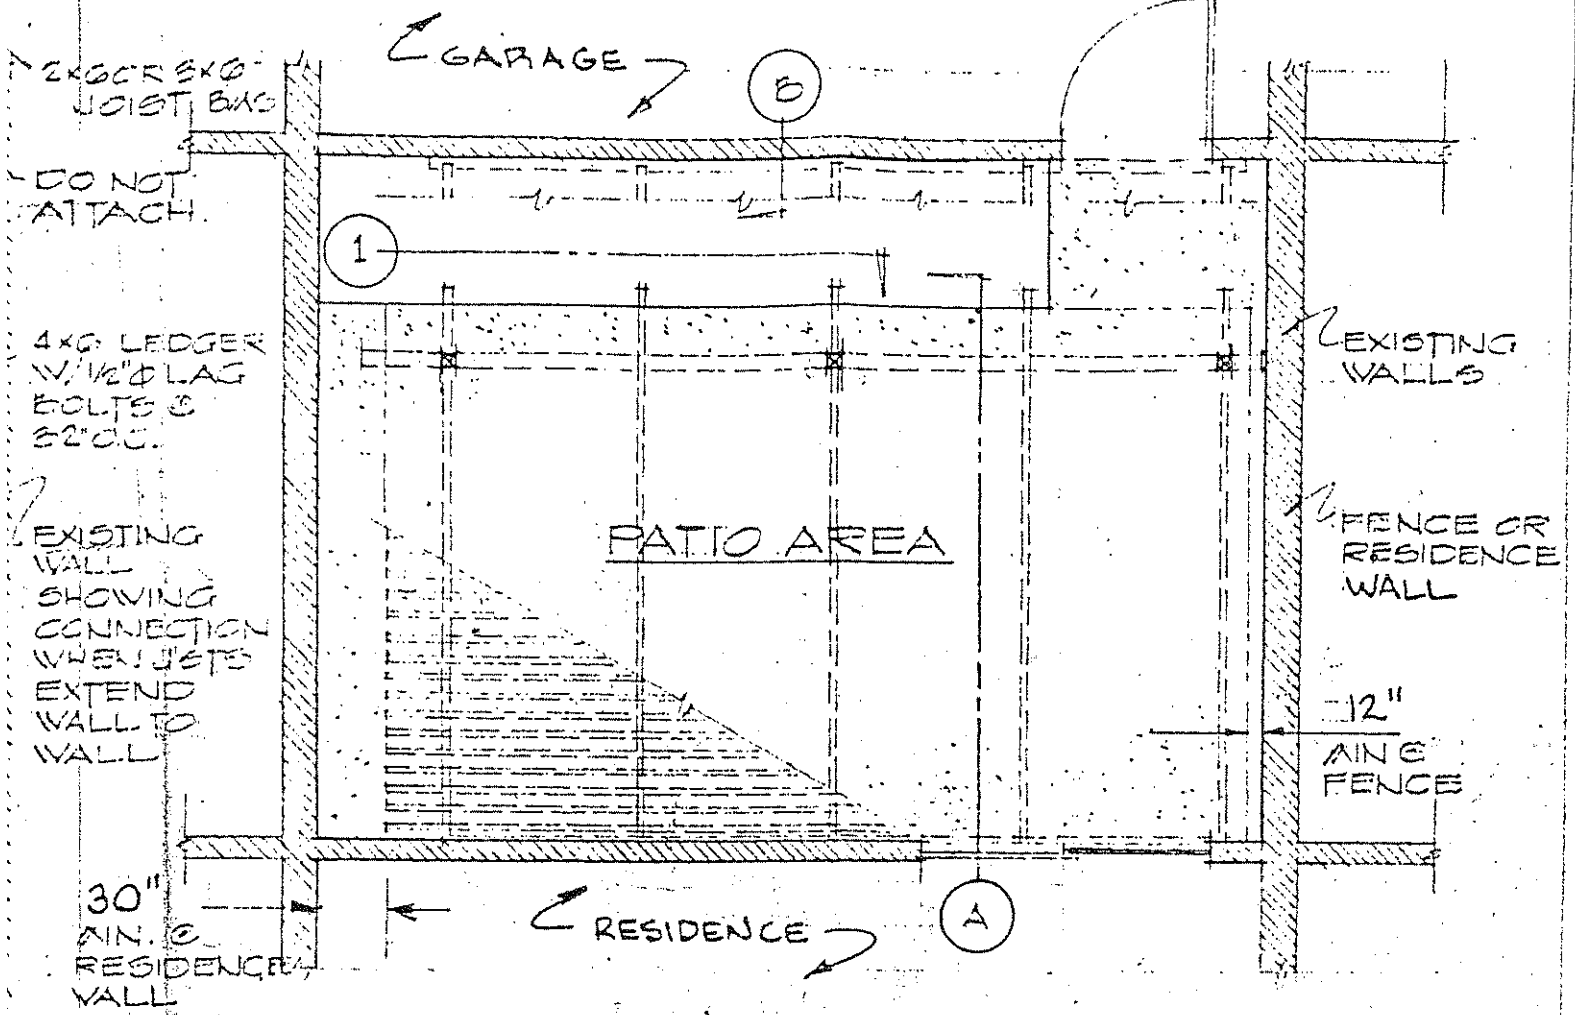 GARAGE
2x6 OR 3x6
JOIST
B
DO NOT
ATTACH.
1
4x6 LEDGER
W/ 1/2"Φ LAG
BOLTS @
32" O.C.
EXISTING
WALLS
EXISTING
WALL
SHOWING
CONNECTION
WHEN J'STS
EXTEND
WALL TO
WALL
PATIO AREA
FENCE OR
RESIDENCE
WALL
12"
MIN @
FENCE
30"
MIN. @
RESIDENCE
WALL
RESIDENCE
A